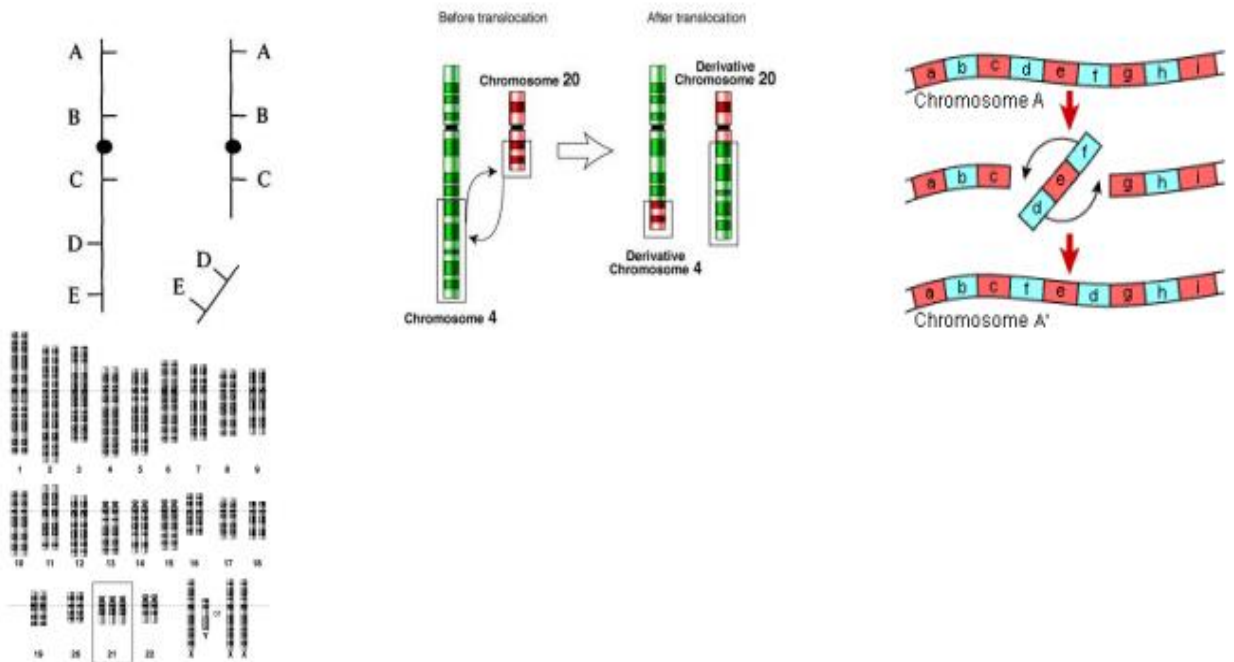 A
B
C
D
E
A
B
C
D
E
Before translocation
After translocation
Chromosome 20
Chromosome 4
Derivative
Chromosome 20
Derivative
Chromosome 4
a b c d e f g h i
Chromosome A
a b c
f
e
d
g h i
a b c f e d g h i
Chromosome A'
1 2 3 4 5 6 7 8 9
10 11 12 13 14 15 16 17 18
19 20 21 22 X Y or X X